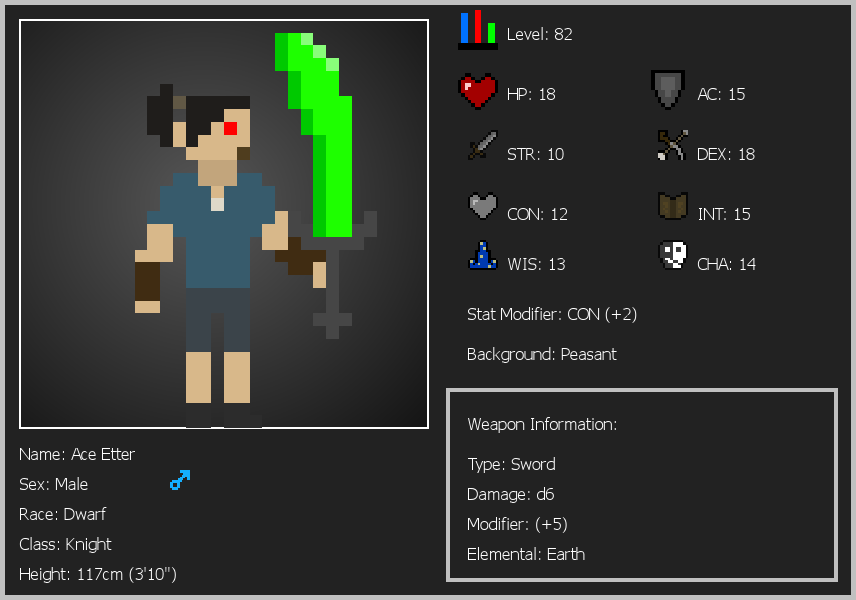 Level: 82
HP: 18
AC: 15
STR: 10
DEX: 18
CON: 12
INT: 15
WIS: 13
CHA: 14
Stat Modifier: CON (+2)
Background: Peasant
Weapon Information:
Type: Sword
Damage: d6
Modifier: (+5)
Elemental: Earth
Name: Ace Etter
Sex: Male
Race: Dwarf
Class: Knight
Height: 117cm (3'10")